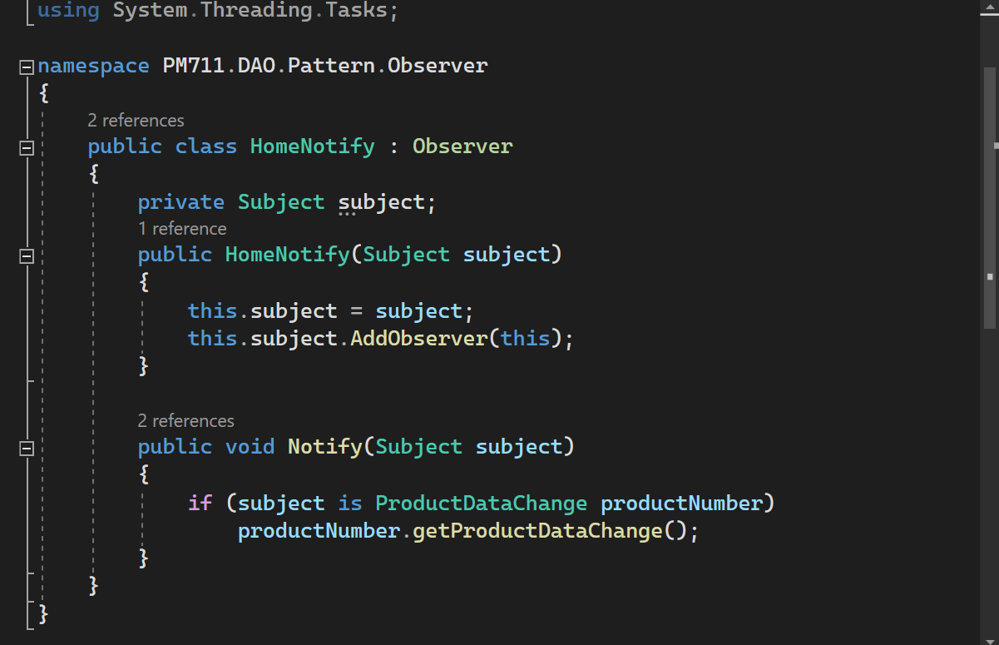 using System.Threading.Tasks;
namespace PM711.DAO.Pattern.Observer
{
2 references
public class HomeNotify : Observer
{
private Subject subject;
1 reference
public HomeNotify(Subject subject)
{
this.subject = subject;
this.subject.AddObserver(this);
}
2 references
public void Notify(Subject subject)
{
if (subject is ProductDataChange productNumber)
productNumber.getProductDataChange();
}
}
}